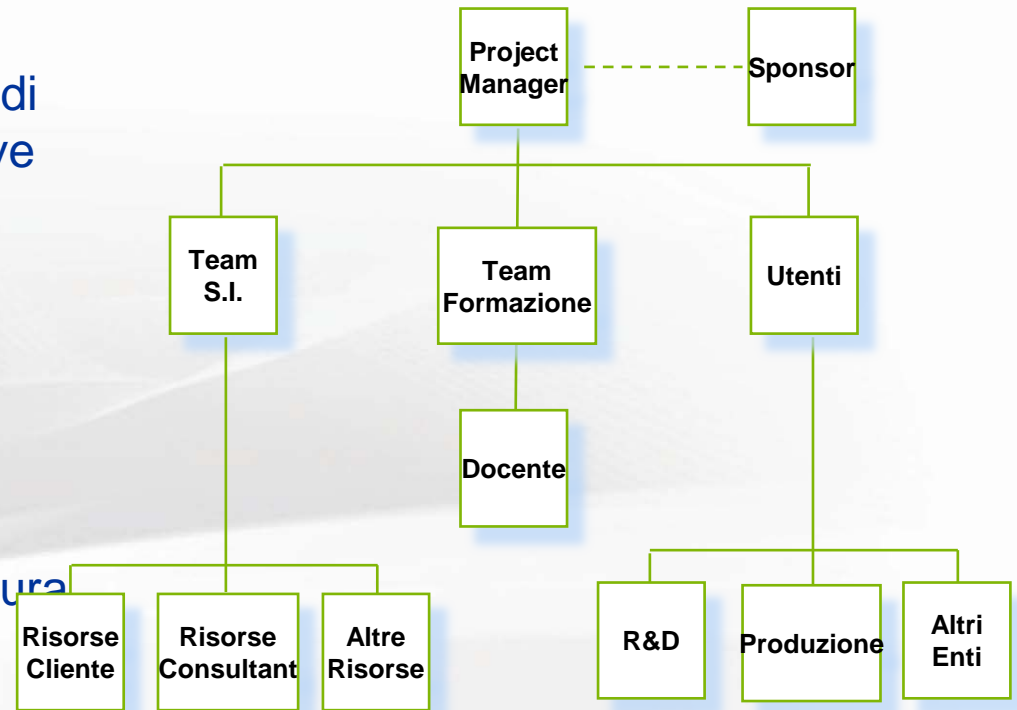 di
ve
ura
Project
Manager
Sponsor
Team
S.I.
Team
Formazione
Utenti
Docente
Risorse
Cliente
Risorse
Consultant
Altre
Risorse
R&D
Produzione
Altri
Enti